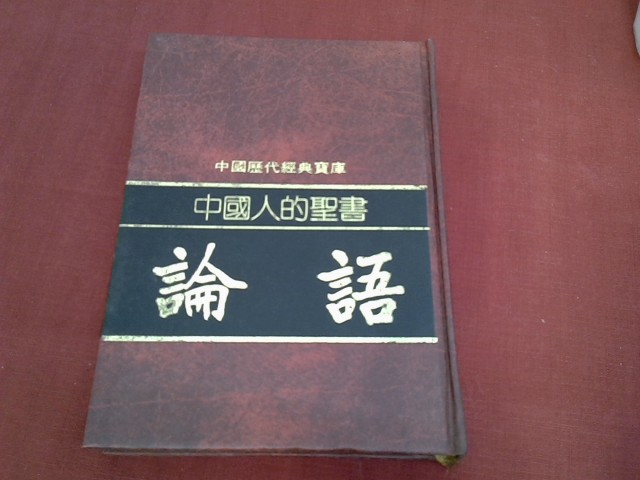 中國歷代經典寶庫
中國人的聖書
論語